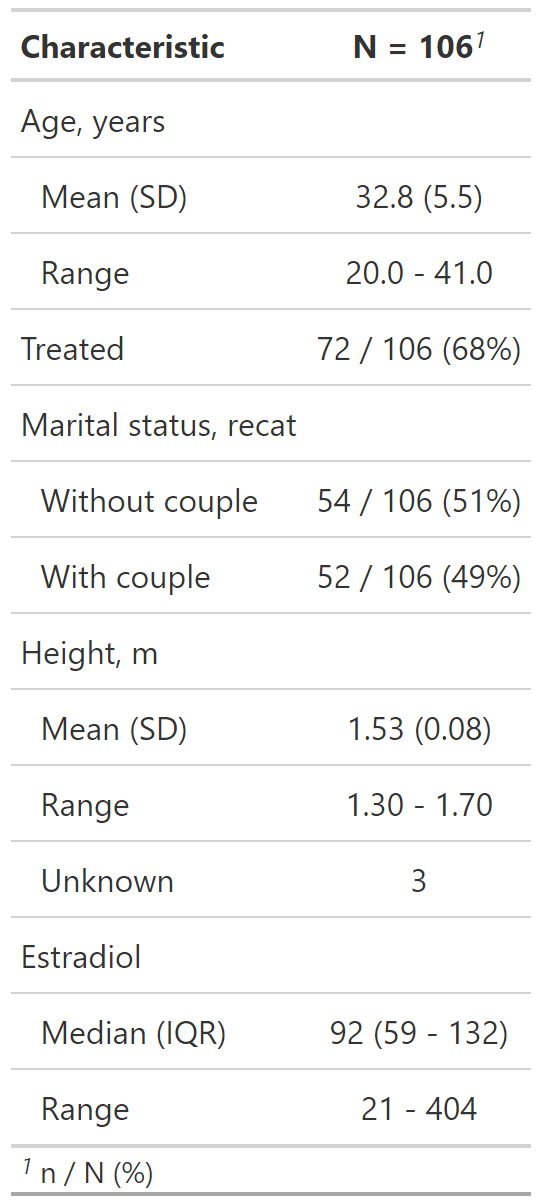 Characteristic N = 106¹
Age, years
Mean (SD) 32.8 (5.5)
Range 20.0 - 41.0
Treated 72 / 106 (68%)
Marital status, recat
Without couple 54 / 106 (51%)
With couple 52 / 106 (49%)
Height, m
Mean (SD) 1.53 (0.08)
Range 1.30 - 1.70
Unknown 3
Estradiol
Median (IQR) 92 (59 - 132)
Range 21 - 404
¹ n / N (%)